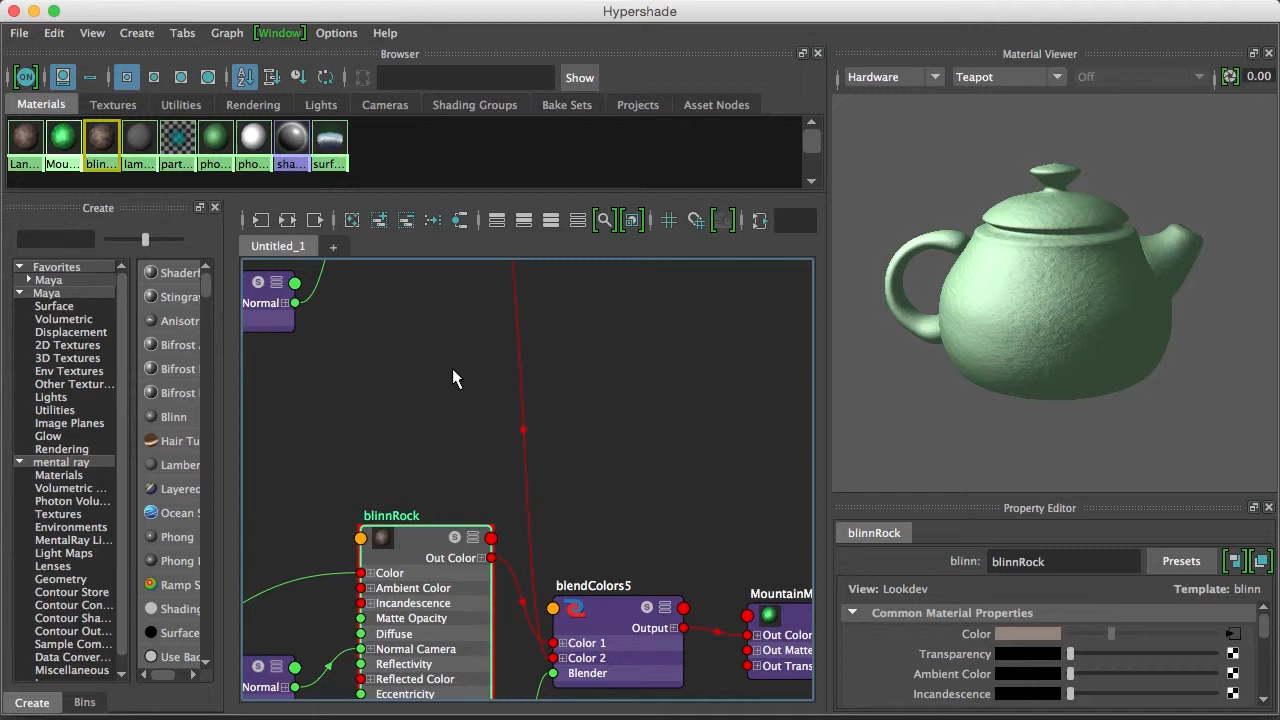 Hypershade
File Edit View Create Tabs Graph [Window] Options Help
Browser
Material Viewer
ON Show
Hardware Teapot Off 0.00
Materials Textures Utilities Rendering Lights Cameras Shading Groups Bake Sets Projects Asset Nodes
Lan... Mou... blin... lam... part... pho... pho... sha... surf...
Create
Untitled_1 +
Favorites
Maya
Maya
Surface
Volumetric
Displacement
2D Textures
3D Textures
Env Textures
Other Textur...
Lights
Utilities
Image Planes
Glow
Rendering
mental ray
Materials
Volumetric ...
Photon Volu...
Textures
Environments
MentalRay Li...
Light Maps
Lenses
Geometry
Contour Store
Contour Con...
Contour Out...
Sample Com...
Data Conver...
Miscellaneous
Create Bins
Shaderf
Stingray
Anisotr
Bifrost
Bifrost
Bifrost
Blinn
Hair Tu
Lamber
Layered
Ocean S
Phong
Phong
Ramp S
Shading
Surface
Use Bac
S
Normal
blinnRock
S
Out Color
Color
Ambient Color
Incandescence
Matte Opacity
Diffuse
Normal Camera
Reflectivity
Reflected Color
Eccentricity
S
Normal
blendColors5
S
Output
Color 1
Color 2
Blender
MountainM
Out Color
Out Matte
Out Trans
Property Editor
blinnRock
blinn: blinnRock Presets
View: Lookdev Template: blinn
Common Material Properties
Color
Transparency
Ambient Color
Incandescence